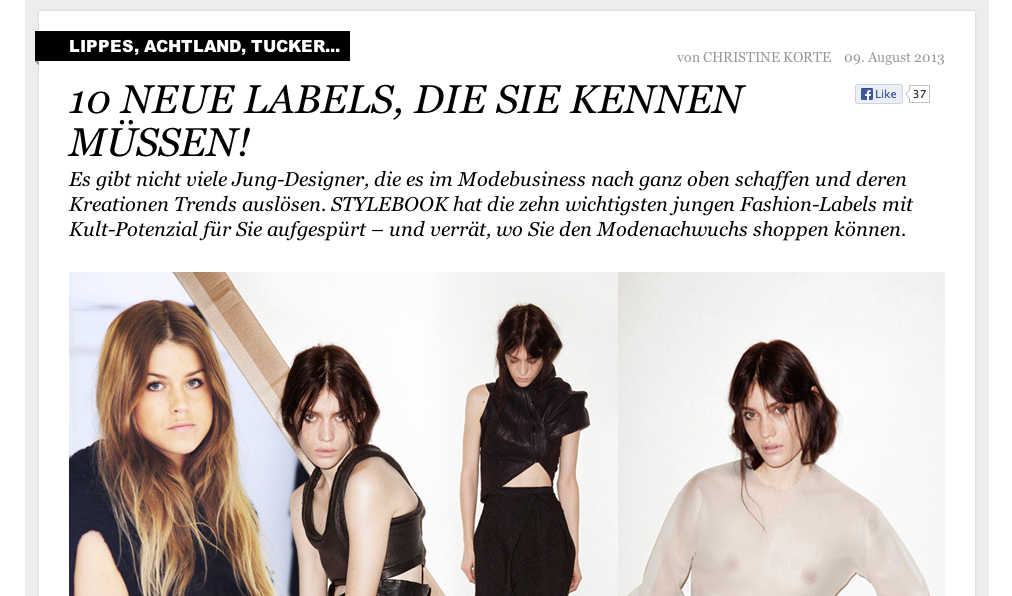 LIPPES, ACHTLAND, TUCKER...
von CHRISTINE KORTE 09. August 2013
10 NEUE LABELS, DIE SIE KENNEN
MÜSSEN!
Like 37
Es gibt nicht viele Jung-Designer, die es im Modebusiness nach ganz oben schaffen und deren
Kreationen Trends auslösen. STYLEBOOK hat die zehn wichtigsten jungen Fashion-Labels mit
Kult-Potenzial für Sie aufgespürt – und verrät, wo Sie den Modenachwuchs shoppen können.